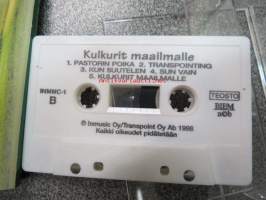 Kulkurit maailmalle
1. PASTORIN POIKA 2. TRANSPOINTING
3. KUN SUUTELEN 4. SUN VAIN
5. KULKURIT MAAILMALLE
INMMC-1
B
TEOSTO
BIEM
n©b
℗ Inmusic Oy/Transpoint Oy Ab 1998
Kaikki oikeudet pidätetään